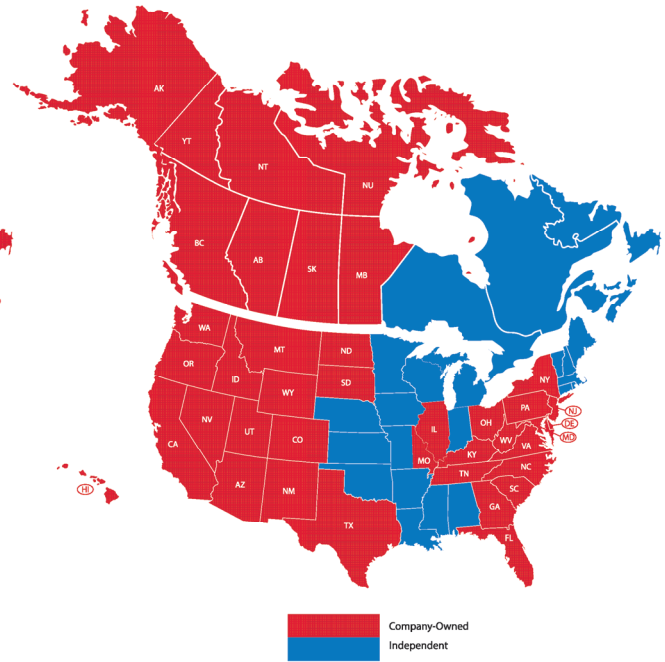 AK
YT
NT
NU
BC
AB
SK
MB
WA
MT
ND
OR
ID
SD
WY
NY
NV
UT
CO
CA
IL
OH
PA
NJ
DE
WV
MD
VA
MO
KY
NC
TN
AZ
NM
SC
GA
HI
TX
FL
Company-Owned
Independent